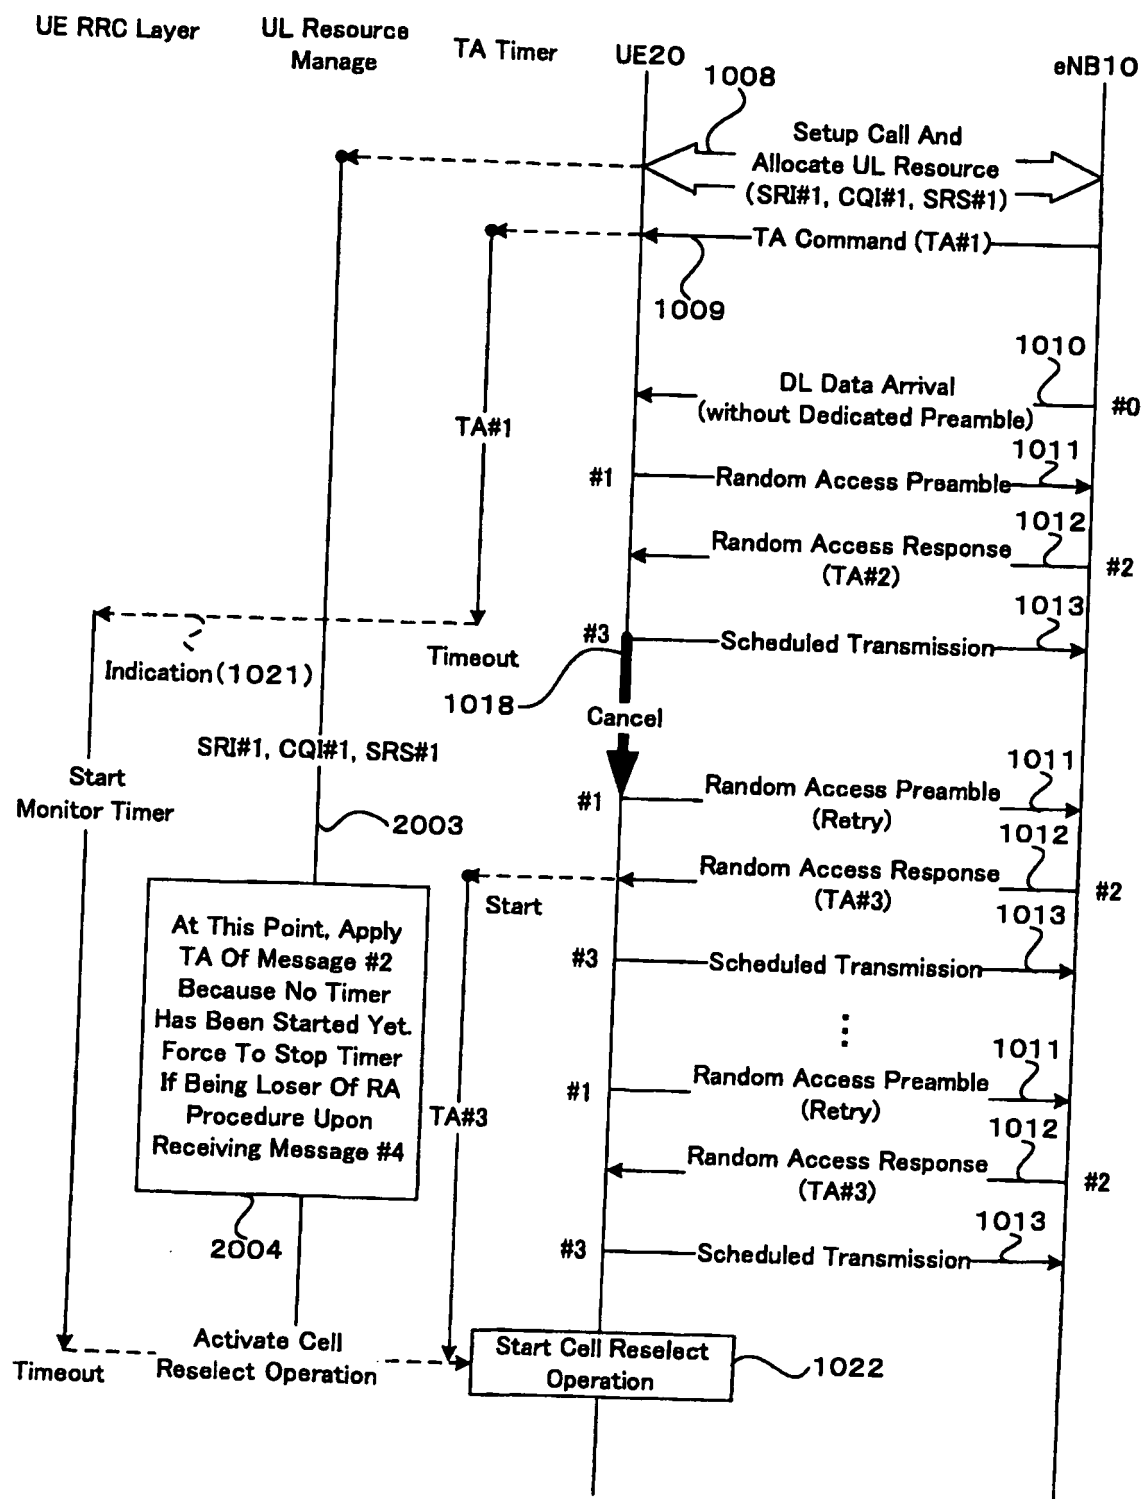 UE RRC Layer
UL Resource
Manage
TA Timer
UE20
eNB10
1008
Setup Call And
Allocate UL Resource
(SRI#1, CQI#1, SRS#1)
TA Command (TA#1)
1009
1010
DL Data Arrival
(without Dedicated Preamble)
#0
TA#1
1011
#1
Random Access Preamble
1012
Random Access Response
(TA#2)
#2
1013
#3
Scheduled Transmission
Timeout
Indication(1021)
1018
Cancel
SRI#1, CQI#1, SRS#1
Start
Monitor Timer
1011
#1
Random Access Preamble
(Retry)
2003
1012
Random Access Response
(TA#3)
#2
Start
1013
#3
Scheduled Transmission
At This Point, Apply
TA Of Message #2
Because No Timer
Has Been Started Yet.
Force To Stop Timer
If Being Loser Of RA
Procedure Upon
Receiving Message #4
2004
TA#3
1011
#1
Random Access Preamble
(Retry)
1012
Random Access Response
(TA#3)
#2
1013
#3
Scheduled Transmission
Timeout
Activate Cell
Reselect Operation
Start Cell Reselect
Operation
1022